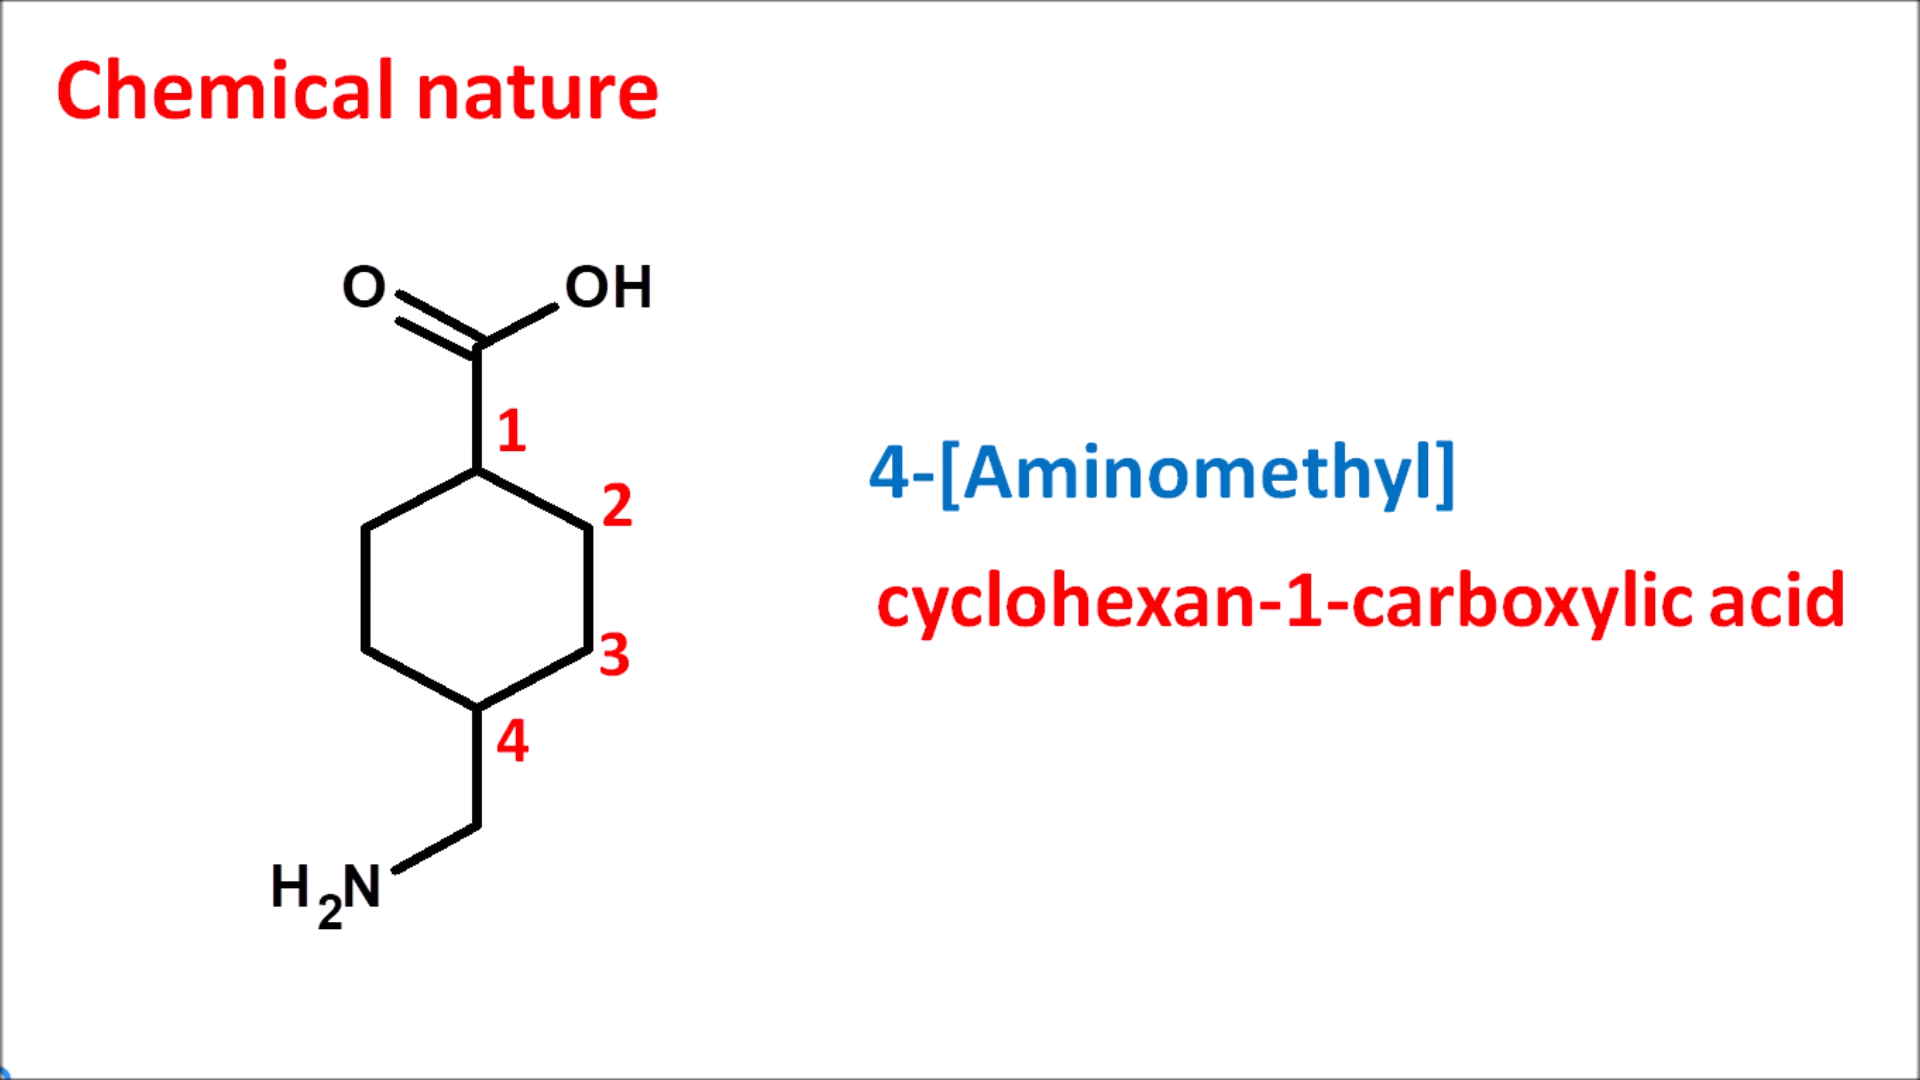 Chemical nature
O OH
1
2
3
4
H2N
4-[Aminomethyl]
cyclohexan-1-carboxylic acid